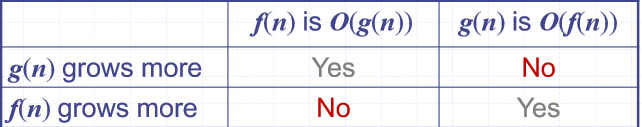 f(n) is O(g(n)) g(n) is O(f(n))
g(n) grows more Yes No
f(n) grows more No Yes